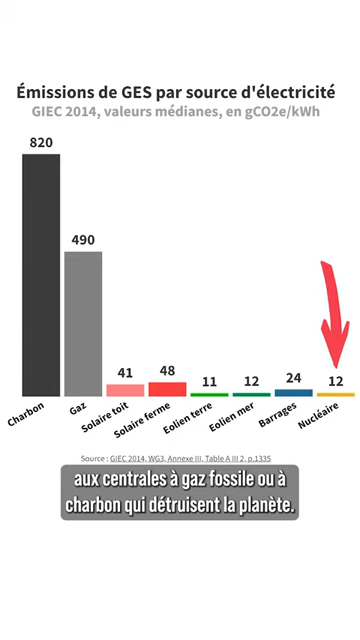 Émissions de GES par source d'électricité
GIEC 2014, valeurs médianes, en gCO2e/kWh
820
490
41
48
11
12
24
12
Charbon
Gaz
Solaire toit
Solaire ferme
Eolien terre
Eolien mer
Barrages
Nucléaire
Source : GIEC 2014, WG3, Annexe III, Table A III 2, p.1335
aux centrales à gaz fossile ou à
charbon qui détruisent la planète.